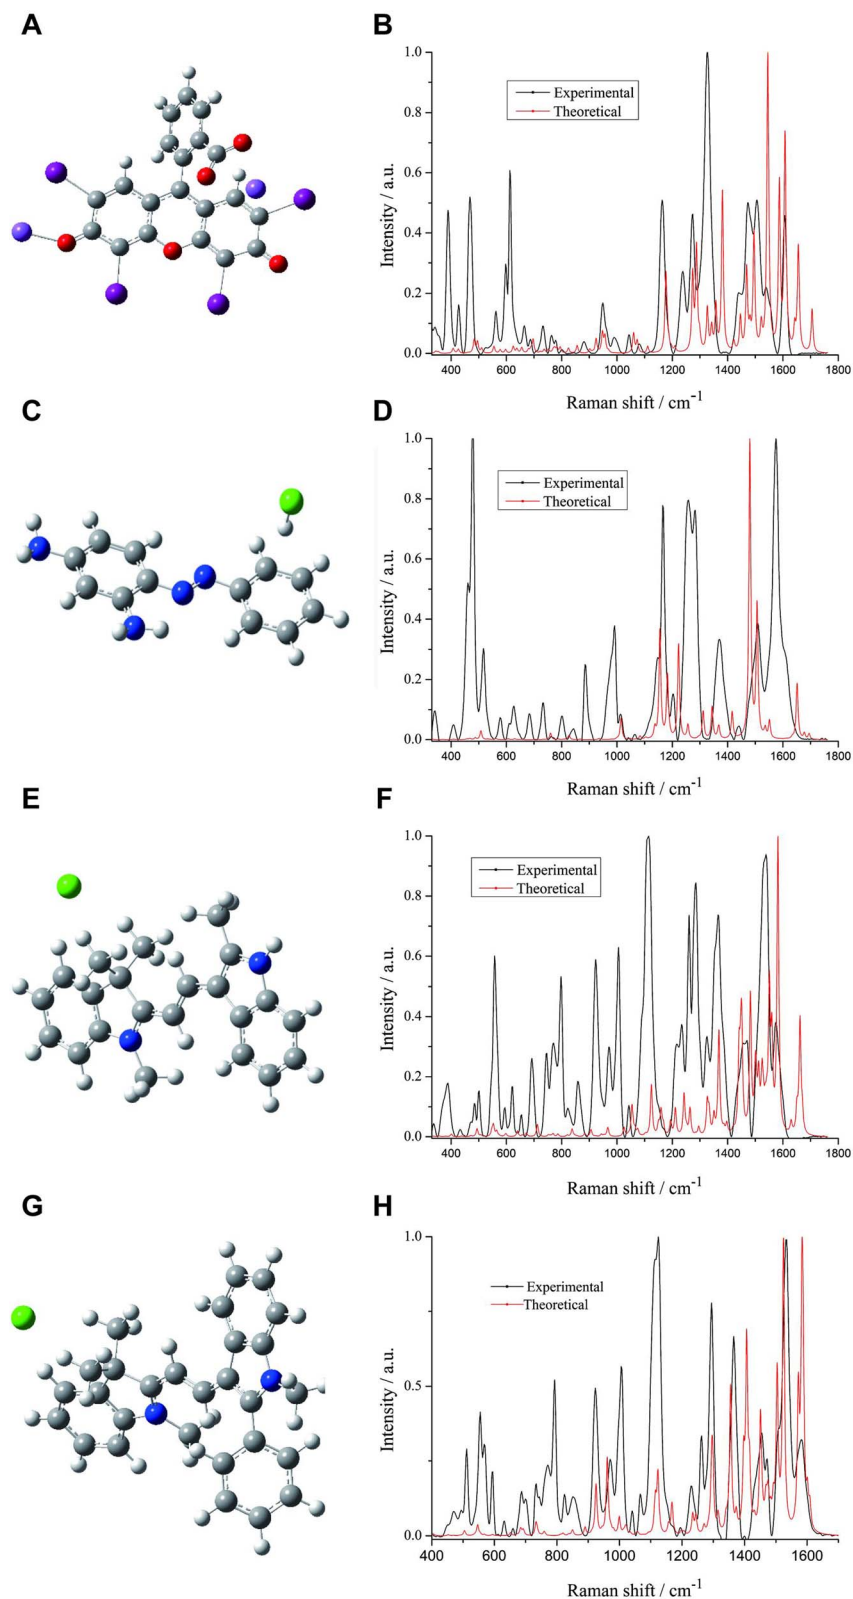 A
B
1.0
0.8
0.6
0.4
0.2
0.0
Intensity / a.u.
Experimental
Theoretical
400 600 800 1000 1200 1400 1600 1800
Raman shift / cm⁻¹
C
D
1.0
0.8
0.6
0.4
0.2
0.0
Intensity / a.u.
Experimental
Theoretical
400 600 800 1000 1200 1400 1600 1800
Raman shift / cm⁻¹
E
F
1.0
0.8
0.6
0.4
0.2
0.0
Intensity / a.u.
Experimental
Theoretical
400 600 800 1000 1200 1400 1600 1800
Raman shift / cm⁻¹
G
H
1.0
0.5
0.0
Intensity / a.u.
Experimental
Theoretical
400 600 800 1000 1200 1400 1600
Raman shift / cm⁻¹